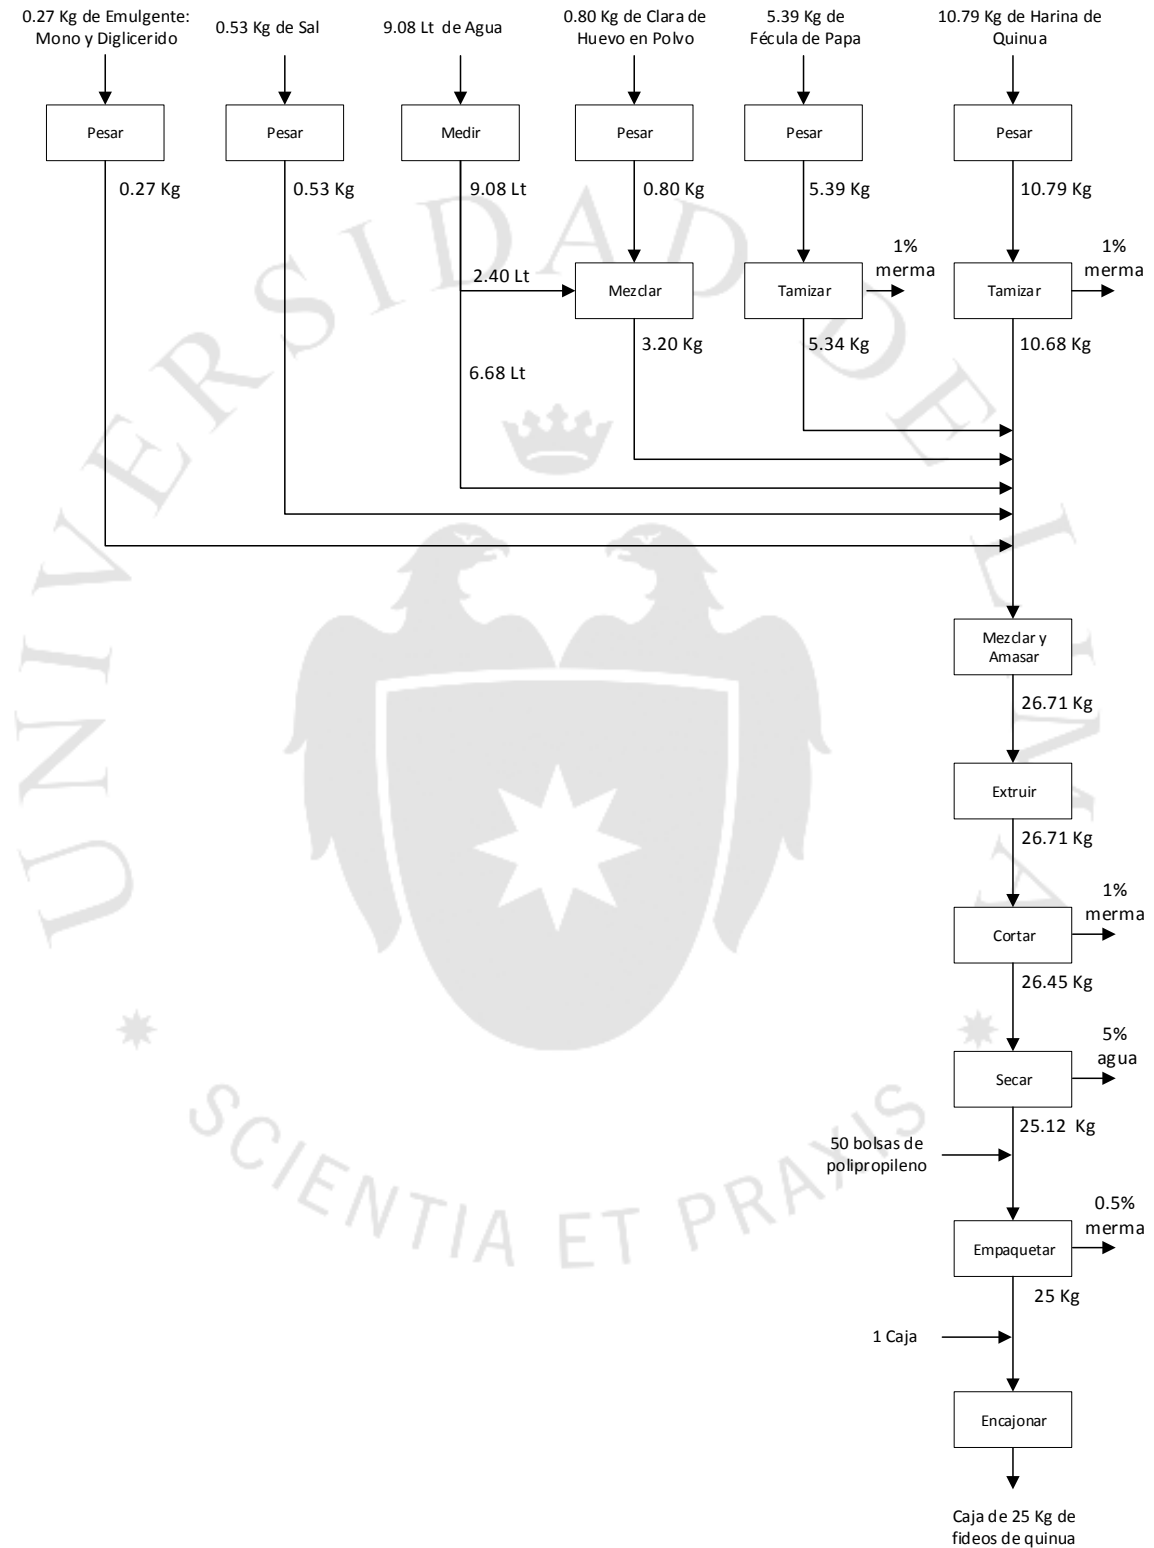 0.27 Kg de Emulgente:
Mono y Diglicerido
0.53 Kg de Sal
9.08 Lt de Agua
0.80 Kg de Clara de
Huevo en Polvo
5.39 Kg de
Fécula de Papa
10.79 Kg de Harina de
Quinua
Pesar
Pesar
Medir
Pesar
Pesar
Pesar
0.27 Kg
0.53 Kg
9.08 Lt
0.80 Kg
5.39 Kg
10.79 Kg
2.40 Lt
Mezclar
Tamizar
1%
merma
Tamizar
1%
merma
6.68 Lt
3.20 Kg
5.34 Kg
10.68 Kg
Mezclar y
Amasar
26.71 Kg
Extruir
26.71 Kg
Cortar
1%
merma
26.45 Kg
Secar
5%
agua
25.12 Kg
50 bolsas de
polipropileno
Empaquetar
0.5%
merma
25 Kg
1 Caja
Encajonar
Caja de 25 Kg de
fideos de quinua
UNIVERSIDAD DE LIMA
SCIENTIA ET PRAXIS